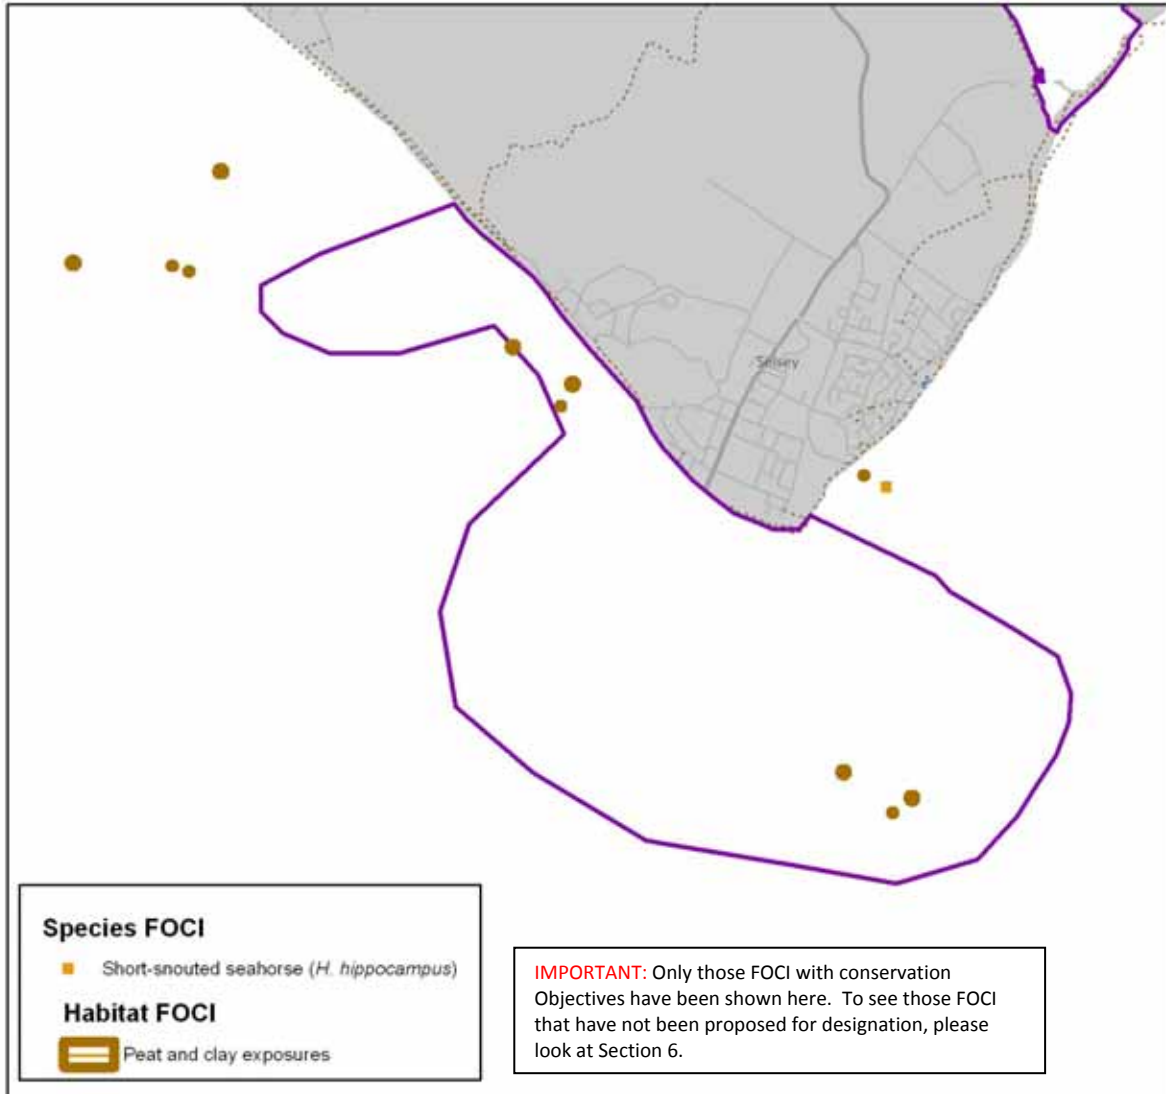 Selsey
Species FOCI
Short-snouted seahorse (H. hippocampus)
Habitat FOCI
Peat and clay exposures
IMPORTANT: Only those FOCI with conservation
Objectives have been shown here. To see those FOCI
that have not been proposed for designation, please
look at Section 6.